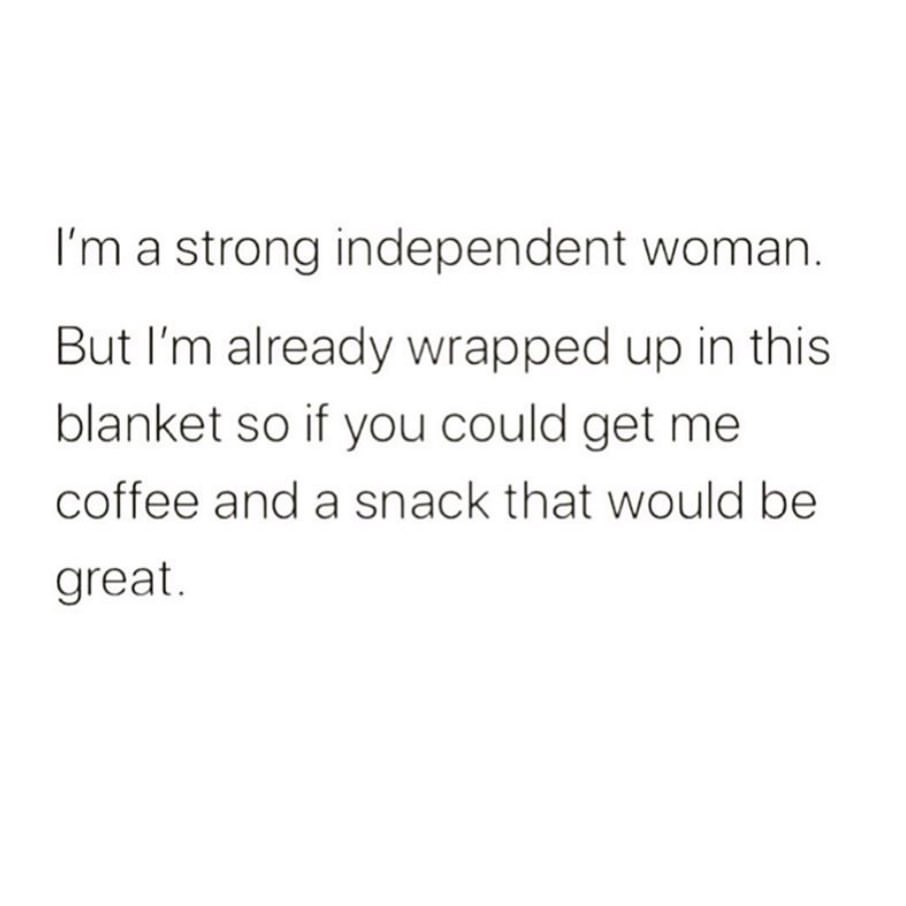 I'm a strong independent woman.
But I'm already wrapped up in this
blanket so if you could get me
coffee and a snack that would be
great.